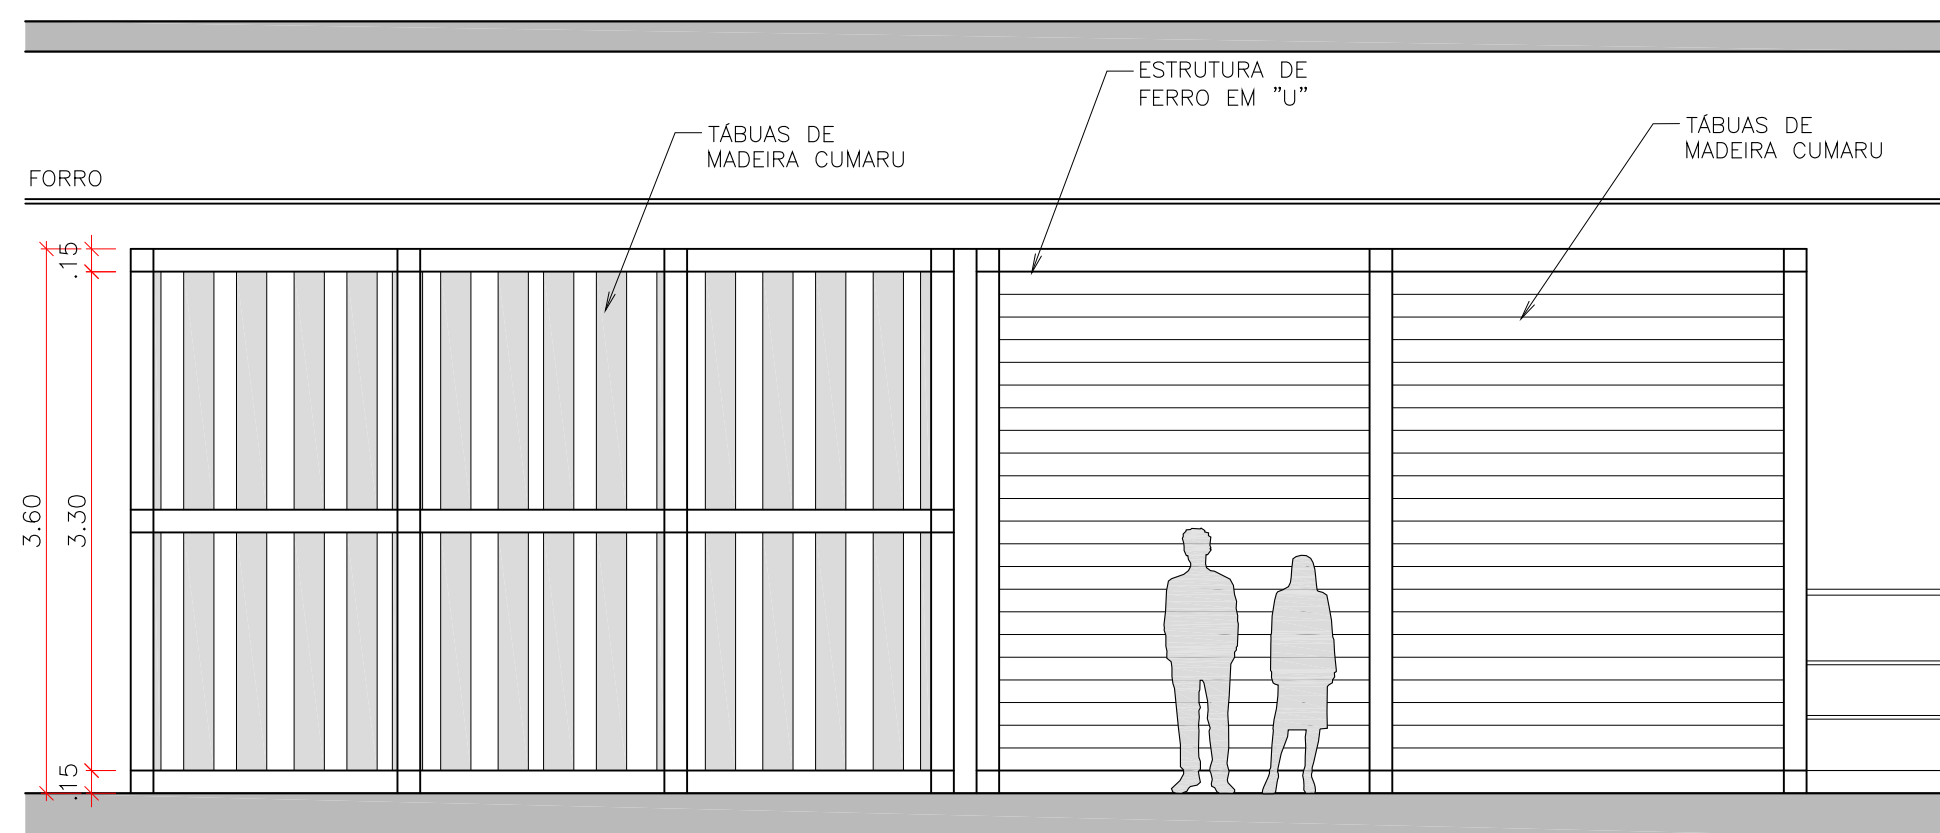 ESTRUTURA DE
FERRO EM "U"
TÁBUAS DE
MADEIRA CUMARU
TÁBUAS DE
MADEIRA CUMARU
FORRO
.15
3.60
3.30
.15